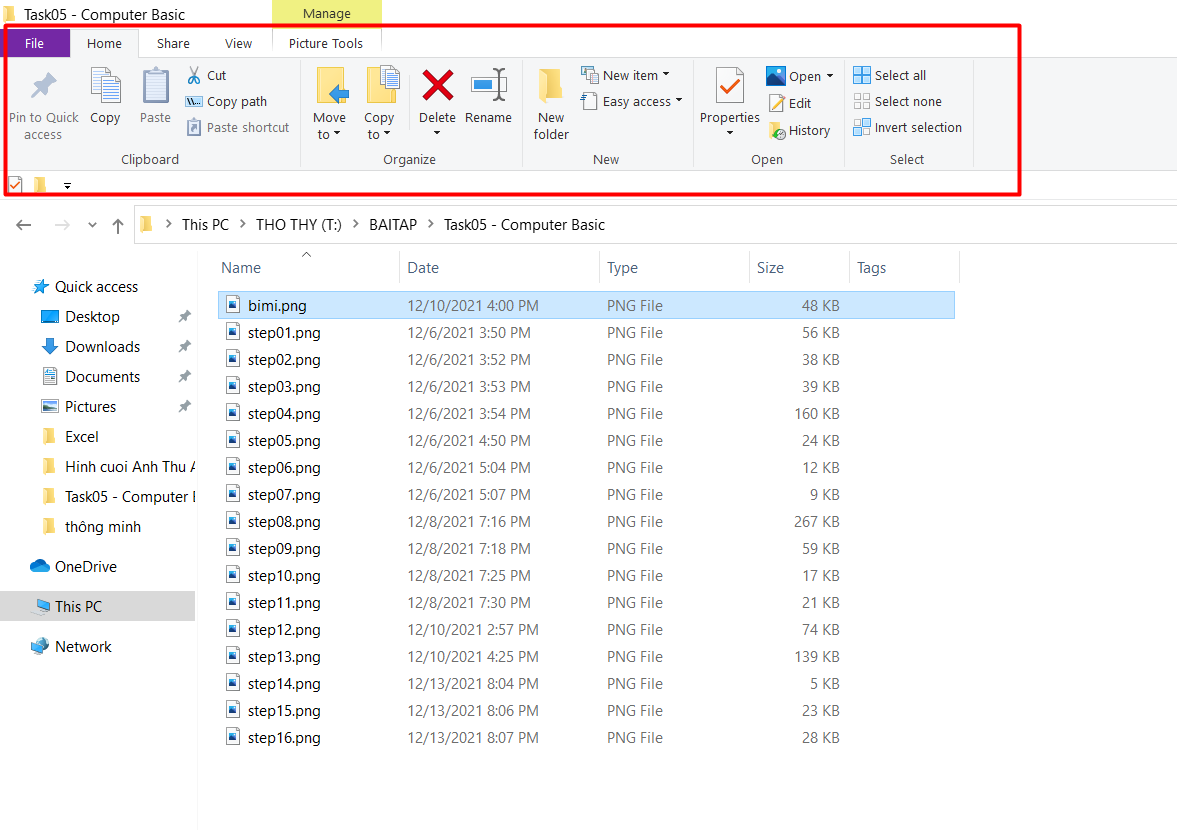 Task05 - Computer Basic
Manage
File Home Share View Picture Tools
Pin to Quick access
Copy
Paste
Cut
Copy path
Paste shortcut
Clipboard
Move to
Copy to
Delete
Rename
Organize
New folder
New item
Easy access
New
Properties
Open
Edit
History
Open
Select all
Select none
Invert selection
Select
This PC > THO THY (T:) > BAITAP > Task05 - Computer Basic
Quick access
Desktop
Downloads
Documents
Pictures
Excel
Hinh cuoi Anh Thu A
Task05 - Computer B
thông minh
OneDrive
This PC
Network
Name Date Type Size Tags
bimi.png 12/10/2021 4:00 PM PNG File 48 KB
step01.png 12/6/2021 3:50 PM PNG File 56 KB
step02.png 12/6/2021 3:52 PM PNG File 38 KB
step03.png 12/6/2021 3:53 PM PNG File 39 KB
step04.png 12/6/2021 3:54 PM PNG File 160 KB
step05.png 12/6/2021 4:50 PM PNG File 24 KB
step06.png 12/6/2021 5:04 PM PNG File 12 KB
step07.png 12/6/2021 5:07 PM PNG File 9 KB
step08.png 12/8/2021 7:16 PM PNG File 267 KB
step09.png 12/8/2021 7:18 PM PNG File 59 KB
step10.png 12/8/2021 7:25 PM PNG File 17 KB
step11.png 12/8/2021 7:30 PM PNG File 21 KB
step12.png 12/10/2021 2:57 PM PNG File 74 KB
step13.png 12/10/2021 4:25 PM PNG File 139 KB
step14.png 12/13/2021 8:04 PM PNG File 5 KB
step15.png 12/13/2021 8:06 PM PNG File 23 KB
step16.png 12/13/2021 8:07 PM PNG File 28 KB